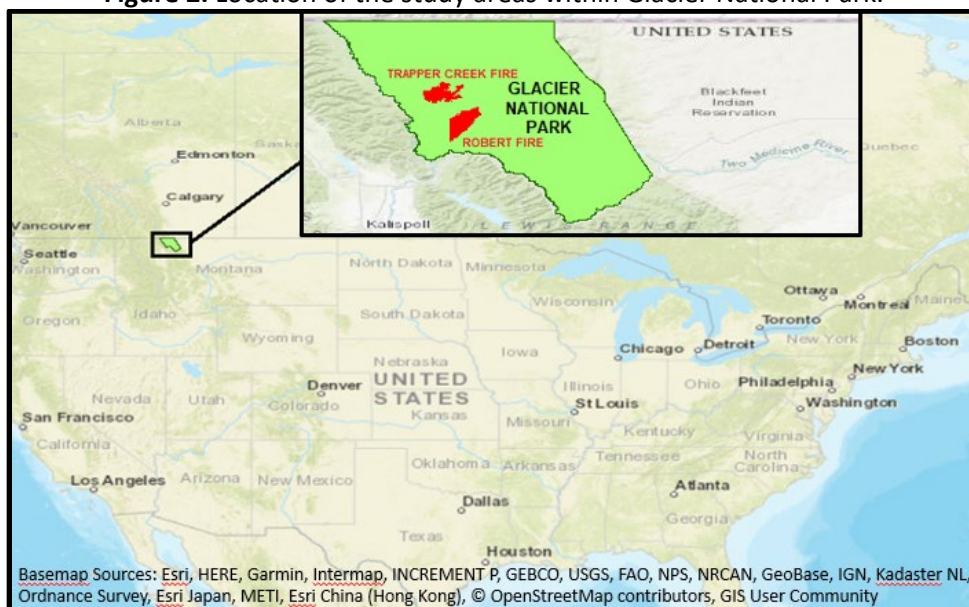 Figure 2. Location of the study areas within Glacier National Park.
UNITED STATES
TRAPPER CREEK FIRE
GLACIER
NATIONAL
PARK
ROBERT FIRE
Blackfeet
Indian
Reservation
Two Medicine River
Kalispell
LEWIS RANGE
Alberta
Saska
Quebec
Edmonton
Calgary
Vancouver
Seattle
Washington
Montana
North Dakota
Minnesota
Ottawa
Montreal
Maine
Oregon
Idaho
Wyoming
South Dakota
Wisconsin
Toronto
Iowa
Chicago
Detroit
New York
Boston
Nebraska
Denver
UNITED
STATES
Illinois
Ohio
Philadelphia
New York
Nevada
Utah
Colorado
Kansas
St Louis
Missouri
Washington
San Francisco
California
Kentucky
Virginia
Los Angeles
Arizona
New Mexico
Oklahoma
Arkansas
Tennessee
North
Carolina
Dallas
Atlanta
Georgia
Texas
Houston
Basemap Sources: Esri, HERE, Garmin, Intermap, INCREMENT P, GEBCO, USGS, FAO, NPS, NRCAN, GeoBase, IGN, Kadaster NL,
Ordnance Survey, Esri Japan, METI, Esri China (Hong Kong), © OpenStreetMap contributors, GIS User Community